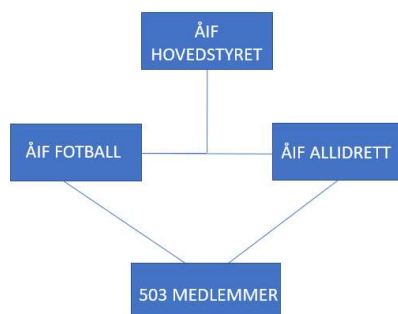 ÅIF
HOVEDSTYRET
ÅIF FOTBALL
ÅIF ALLIDRETT
503 MEDLEMMER